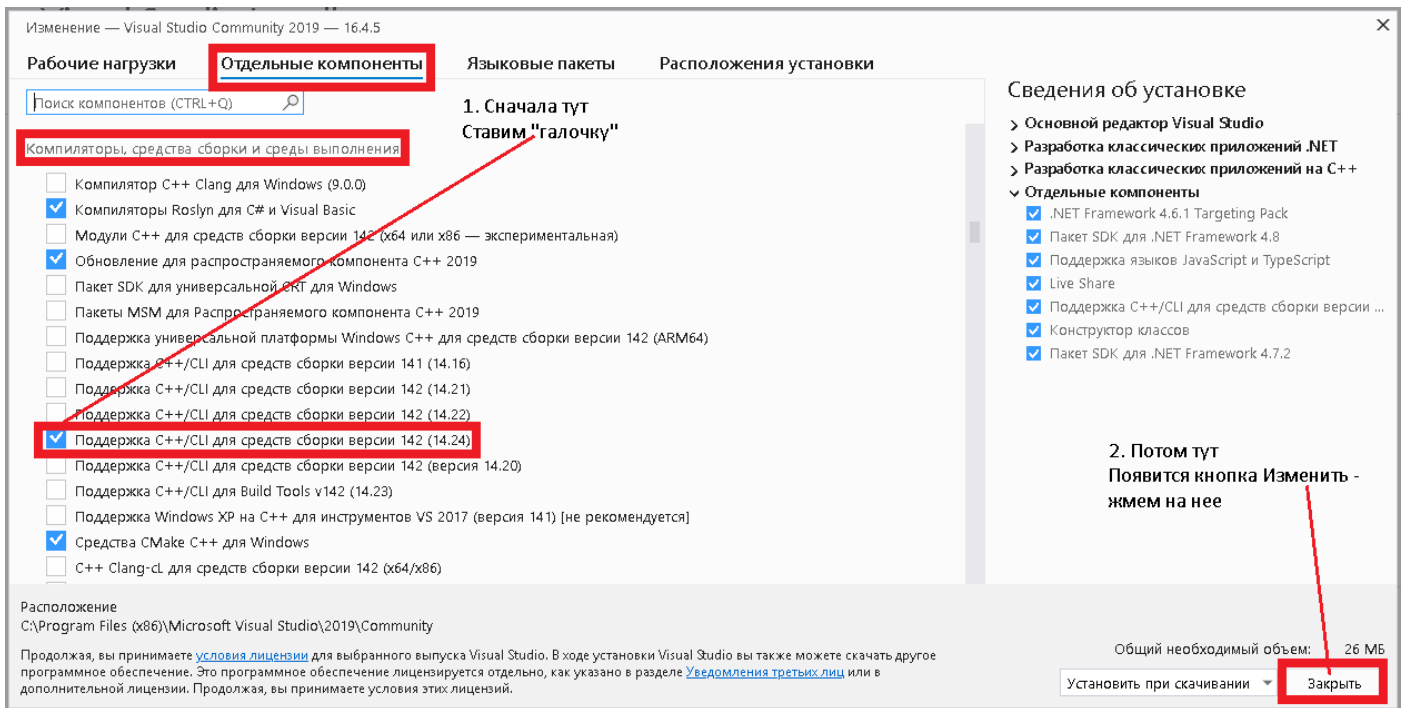 Изменение — Visual Studio Community 2019 — 16.4.5
Рабочие нагрузки Отдельные компоненты Языковые пакеты Расположения установки
Поиск компонентов (CTRL+Q)
1. Сначала тут
Ставим "галочку"
Компиляторы, средства сборки и среды выполнения
Компилятор C++ Clang для Windows (9.0.0)
Компиляторы Roslyn для C# и Visual Basic
Модули C++ для средств сборки версии 142 (x64 или x86 — экспериментальная)
Обновление для распространяемого компонента C++ 2019
Пакет SDK для универсальной CRT для Windows
Пакеты MSM для Распространяемого компонента C++ 2019
Поддержка универсальной платформы Windows C++ для средств сборки версии 142 (ARM64)
Поддержка C++/CLI для средств сборки версии 141 (14.16)
Поддержка C++/CLI для средств сборки версии 142 (14.21)
Поддержка C++/CLI для средств сборки версии 142 (14.22)
Поддержка C++/CLI для средств сборки версии 142 (14.24)
Поддержка C++/CLI для средств сборки версии 142 (версия 14.20)
Поддержка C++/CLI для Build Tools v142 (14.23)
Поддержка Windows XP на C++ для инструментов VS 2017 (версия 141) [не рекомендуется]
Средства CMake C++ для Windows
C++ Clang-cL для средств сборки версии 142 (x64/x86)
Сведения об установке
Основной редактор Visual Studio
Разработка классических приложений .NET
Разработка классических приложений на C++
Отдельные компоненты
.NET Framework 4.6.1 Targeting Pack
Пакет SDK для .NET Framework 4.8
Поддержка языков JavaScript и TypeScript
Live Share
Поддержка C++/CLI для средств сборки версии ...
Конструктор классов
Пакет SDK для .NET Framework 4.7.2
2. Потом тут
Появится кнопка Изменить -
жмем на нее
Расположение
C:\Program Files (x86)\Microsoft Visual Studio\2019\Community
Продолжая, вы принимаете условия лицензии для выбранного выпуска Visual Studio. В ходе установки Visual Studio вы также можете скачать другое
программное обеспечение. Это программное обеспечение лицензируется отдельно, как указано в разделе Уведомления третьих лиц или в
дополнительной лицензии. Продолжая, вы принимаете условия этих лицензий.
Общий необходимый объем: 26 МБ
Установить при скачивании Закрыть